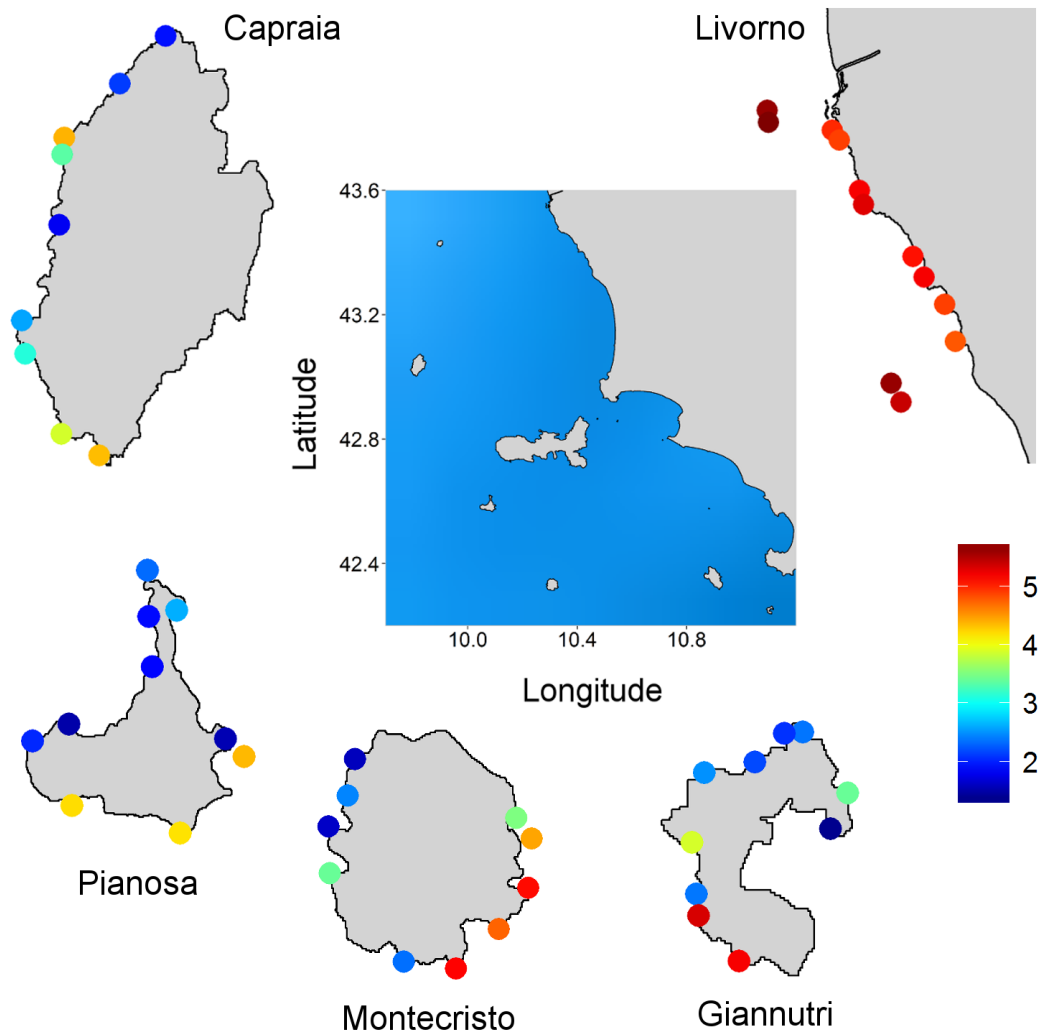 Capraia
Livorno
43.6
43.2
42.8
42.4
Latitude
10.0
10.4
10.8
Longitude
5
4
3
2
Pianosa
Montecristo
Giannutri